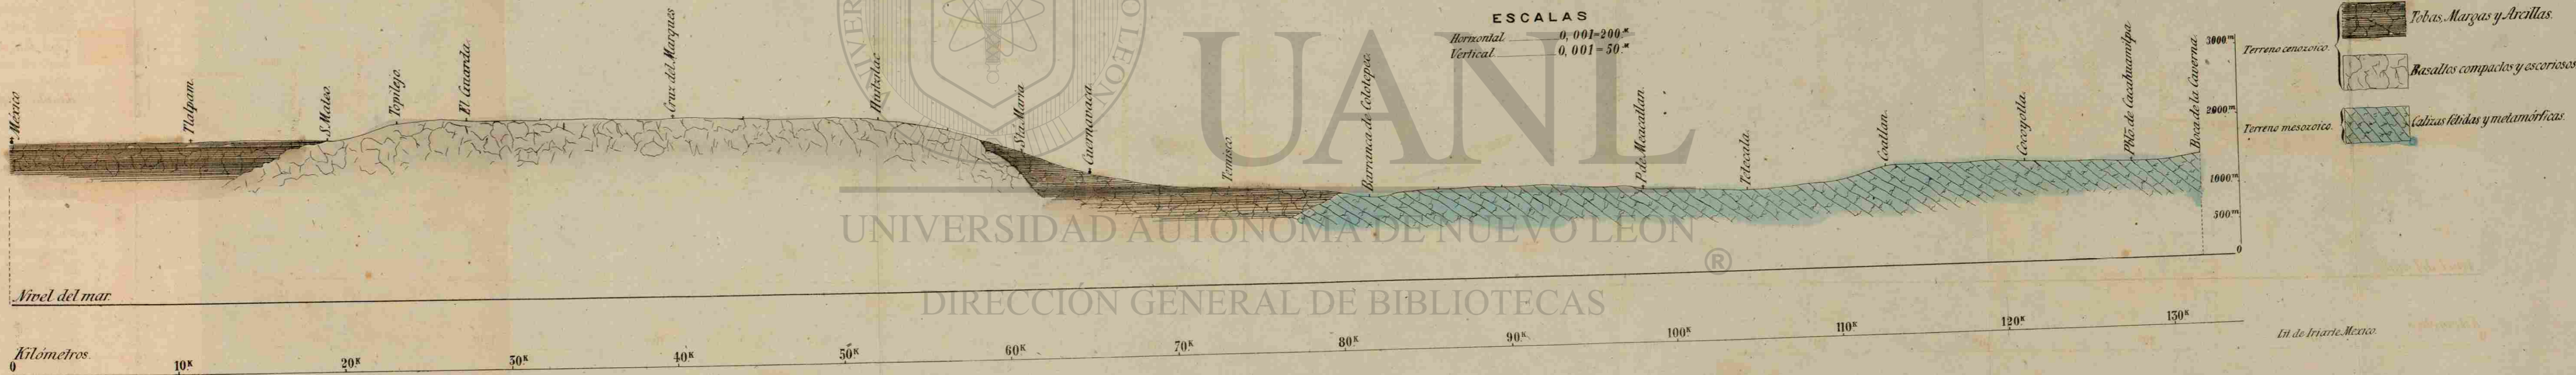 ESCALAS
Horizontal 0,001=200.ᵐ
Vertical 0,001=50.ᵐ
México
Tlalpam.
S. Mateo.
Topilejo.
El Guarda.
Cruz del Marques
Huitzilac
Sta María
Cuernavaca.
Temisco.
Barranca de Colotepec.
P. de Moacatlan.
Tetecala.
Coatlan.
Cocoyotla.
Pblō. de Cacahuamilpa.
Boca de la Caverna.
3000ᵐ
2000ᵐ
1000ᵐ
500ᵐ
0
Terreno cenozoico.
Tobas, Margas y Arcillas.
Basaltos compactos y escoriosos
Terreno mesozoico.
Calizas fétidas y metamórficas.
Nivel del mar.
Kilómetros.
0 10ᴷ 20ᴷ 30ᴷ 40ᴷ 50ᴷ 60ᴷ 70ᴷ 80ᴷ 90ᴷ 100ᴷ 110ᴷ 120ᴷ 130ᴷ
Lit. de Iriarte. Mexico.
UANL
UNIVERSIDAD AUTÓNOMA DE NUEVO LEÓN
®
DIRECCIÓN GENERAL DE BIBLIOTECAS